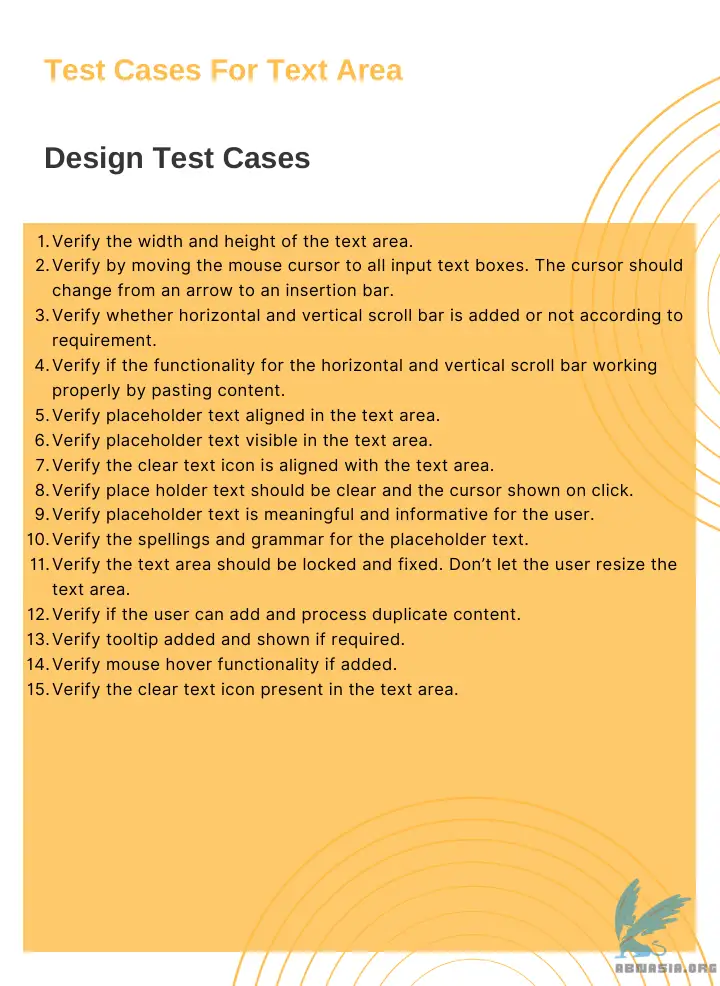 Test Cases For Text Area
Design Test Cases
1. Verify the width and height of the text area.
2. Verify by moving the mouse cursor to all input text boxes. The cursor should
change from an arrow to an insertion bar.
3. Verify whether horizontal and vertical scroll bar is added or not according to
requirement.
4. Verify if the functionality for the horizontal and vertical scroll bar working
properly by pasting content.
5. Verify placeholder text aligned in the text area.
6. Verify placeholder text visible in the text area.
7. Verify the clear text icon is aligned with the text area.
8. Verify place holder text should be clear and the cursor shown on click.
9. Verify placeholder text is meaningful and informative for the user.
10. Verify the spellings and grammar for the placeholder text.
11. Verify the text area should be locked and fixed. Don’t let the user resize the
text area.
12. Verify if the user can add and process duplicate content.
13. Verify tooltip added and shown if required.
14. Verify mouse hover functionality if added.
15. Verify the clear text icon present in the text area.
ABWASIA.ORG